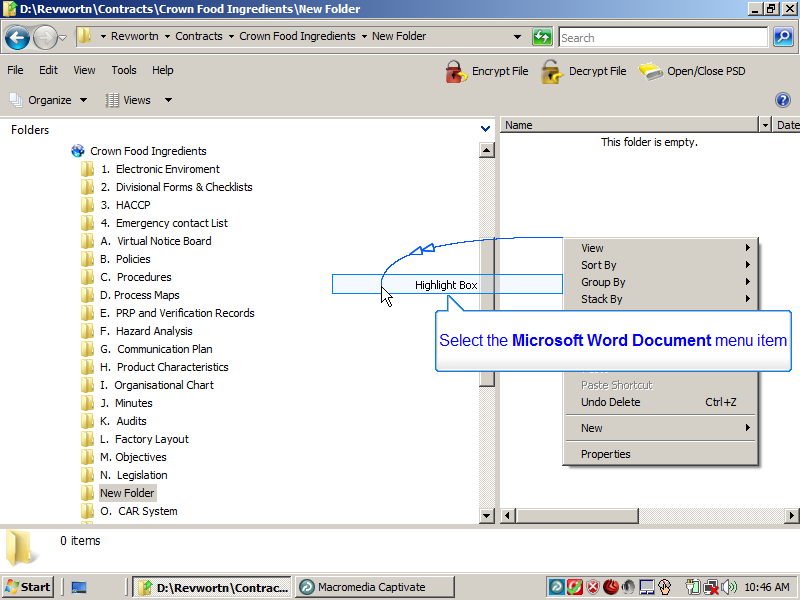 D:\Revwortn\Contracts\Crown Food Ingredients\New Folder
Revwortn Contracts Crown Food Ingredients New Folder
Search
File Edit View Tools Help
Encrypt File Decrypt File Open/Close PSD
Organize Views
Folders
Name Date
This folder is empty.
Crown Food Ingredients
1. Electronic Enviroment
2. Divisional Forms & Checklists
3. HACCP
4. Emergency contact List
A. Virtual Notice Board
B. Policies
C. Procedures
D. Process Maps
E. PRP and Verification Records
F. Hazard Analysis
G. Communication Plan
H. Product Characteristics
I. Organisational Chart
J. Minutes
K. Audits
L. Factory Layout
M. Objectives
N. Legislation
New Folder
O. CAR System
View
Sort By
Group By
Stack By
Highlight Box
Select the Microsoft Word Document menu item
Paste Shortcut
Undo Delete Ctrl+Z
New
Properties
0 items
Start
D:\Revwortn\Contrac...
Macromedia Captivate
10:46 AM